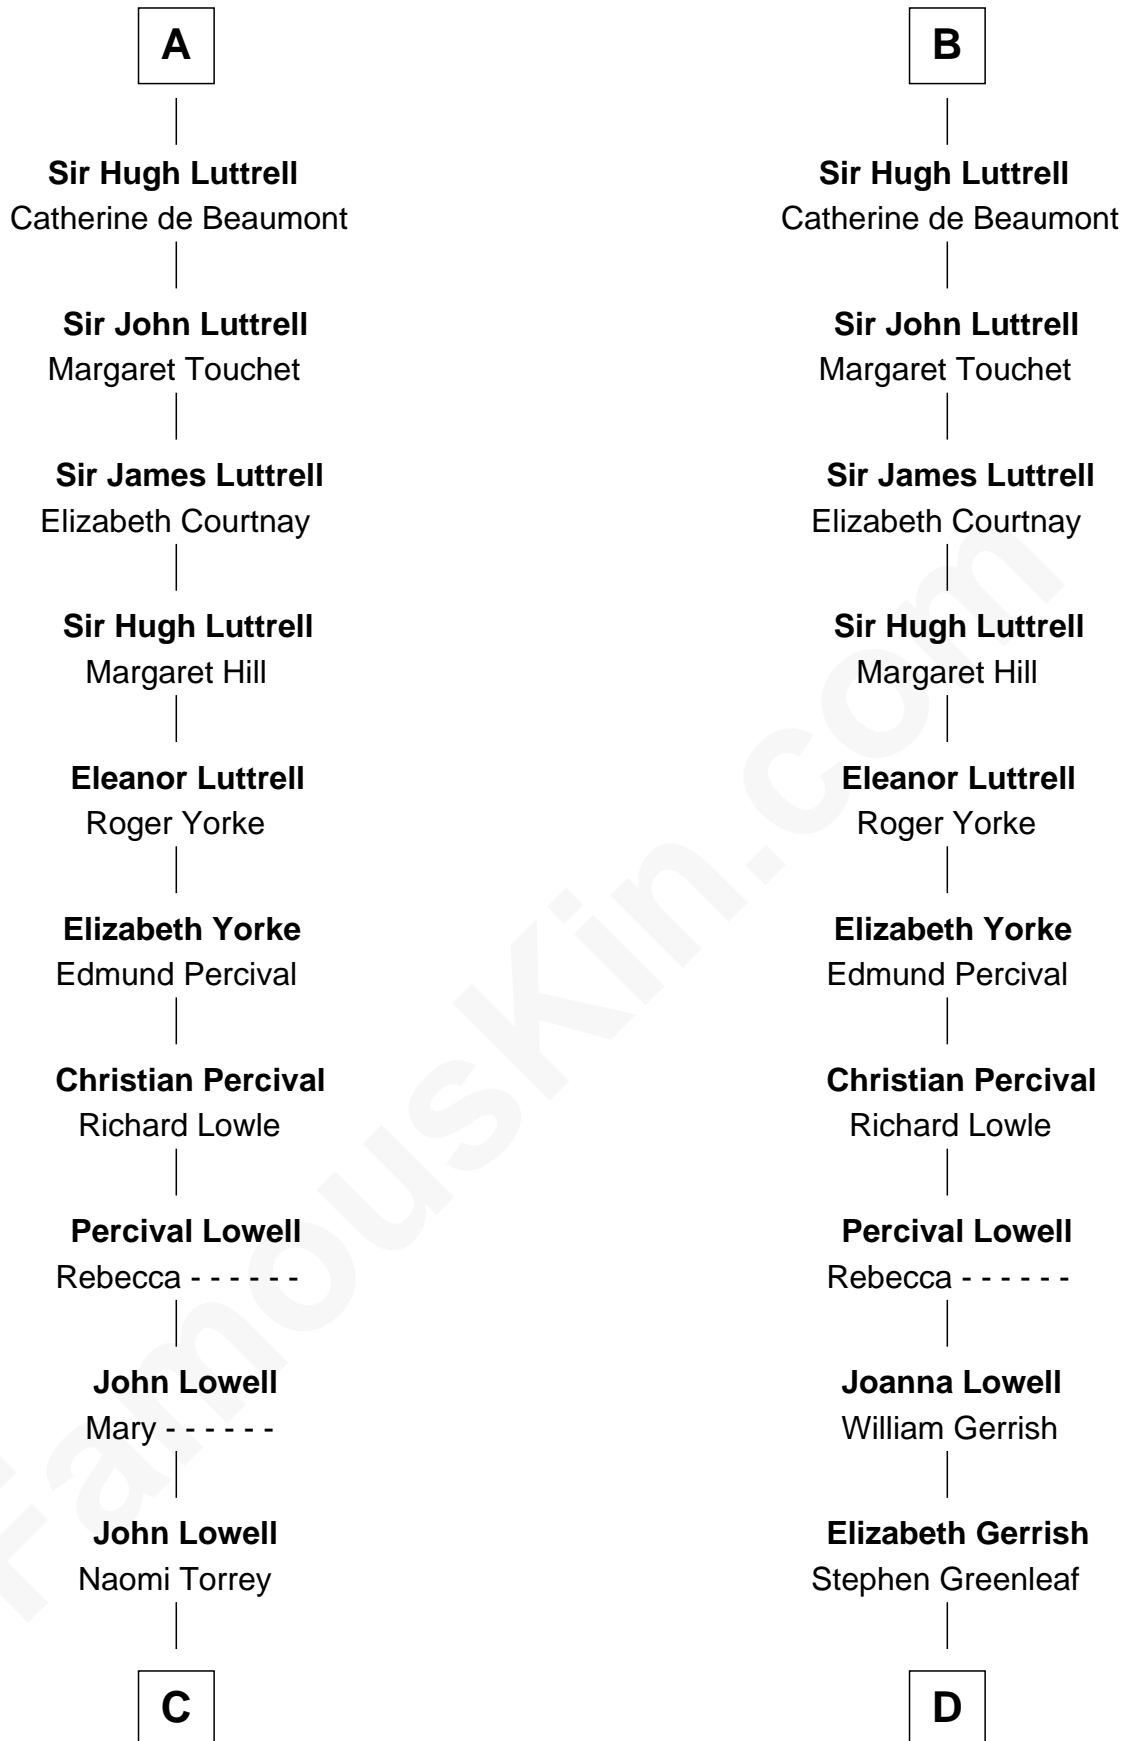 A
Sir Hugh Luttrell
Catherine de Beaumont
Sir John Luttrell
Margaret Touchet
Sir James Luttrell
Elizabeth Courtnay
Sir Hugh Luttrell
Margaret Hill
Eleanor Luttrell
Roger Yorke
Elizabeth Yorke
Edmund Percival
Christian Percival
Richard Lowle
Percival Lowell
Rebecca - - - - - -
John Lowell
Mary - - - - - -
John Lowell
Naomi Torrey
C
B
Sir Hugh Luttrell
Catherine de Beaumont
Sir John Luttrell
Margaret Touchet
Sir James Luttrell
Elizabeth Courtnay
Sir Hugh Luttrell
Margaret Hill
Eleanor Luttrell
Roger Yorke
Elizabeth Yorke
Edmund Percival
Christian Percival
Richard Lowle
Percival Lowell
Rebecca - - - - - -
Joanna Lowell
William Gerrish
Elizabeth Gerrish
Stephen Greenleaf
D
FamousKin.com